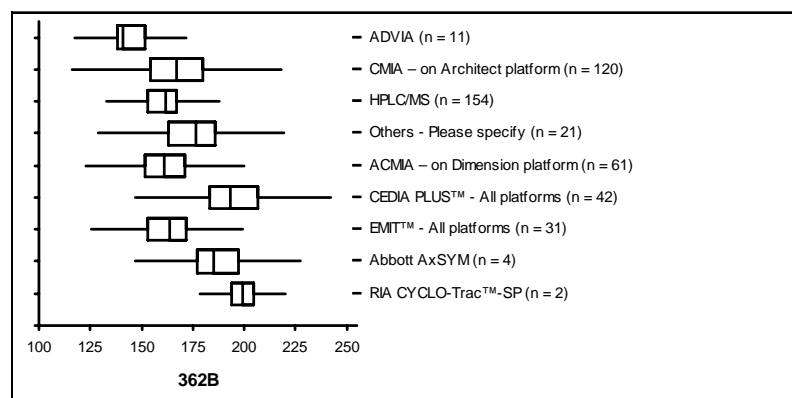 ADVIA (n = 11)
CMIA – on Architect platform (n = 120)
HPLC/MS (n = 154)
Others - Please specify (n = 21)
ACMIA – on Dimension platform (n = 61)
CEDIA PLUS™ - All platforms (n = 42)
EMIT™ - All platforms (n = 31)
Abbott AxSYM (n = 4)
RIA CYCLO-Trac™-SP (n = 2)
100 125 150 175 200 225 250
362B